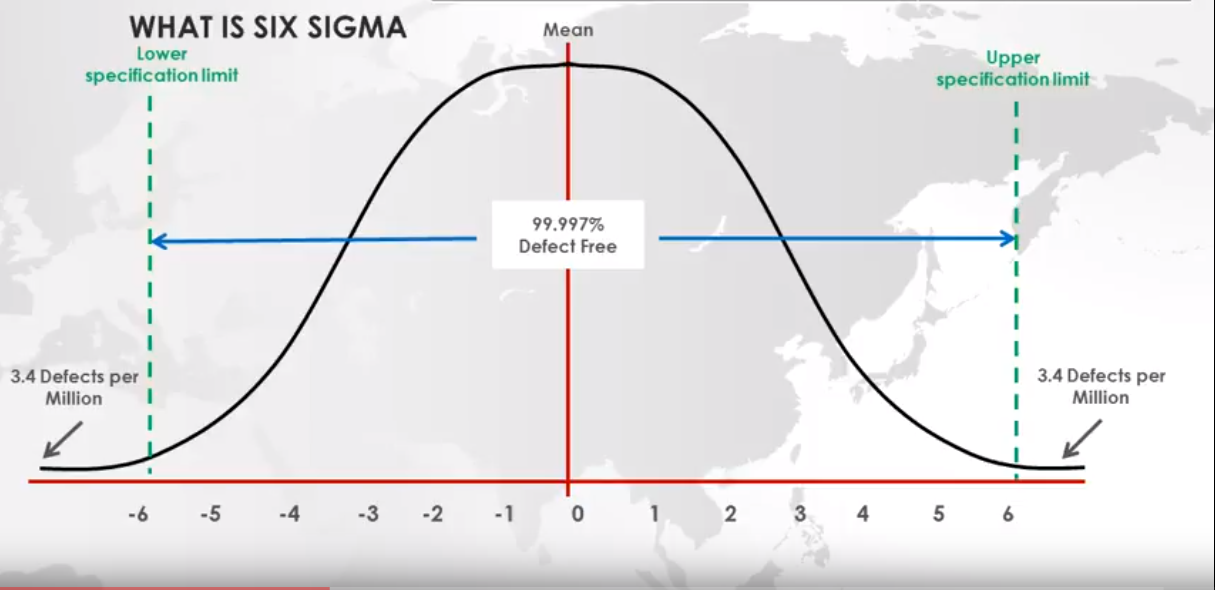 WHAT IS SIX SIGMA
Mean
Lower
specification limit
Upper
specification limit
99.997%
Defect Free
3.4 Defects per
Million
3.4 Defects per
Million
-6 -5 -4 -3 -2 -1 0 1 2 3 4 5 6